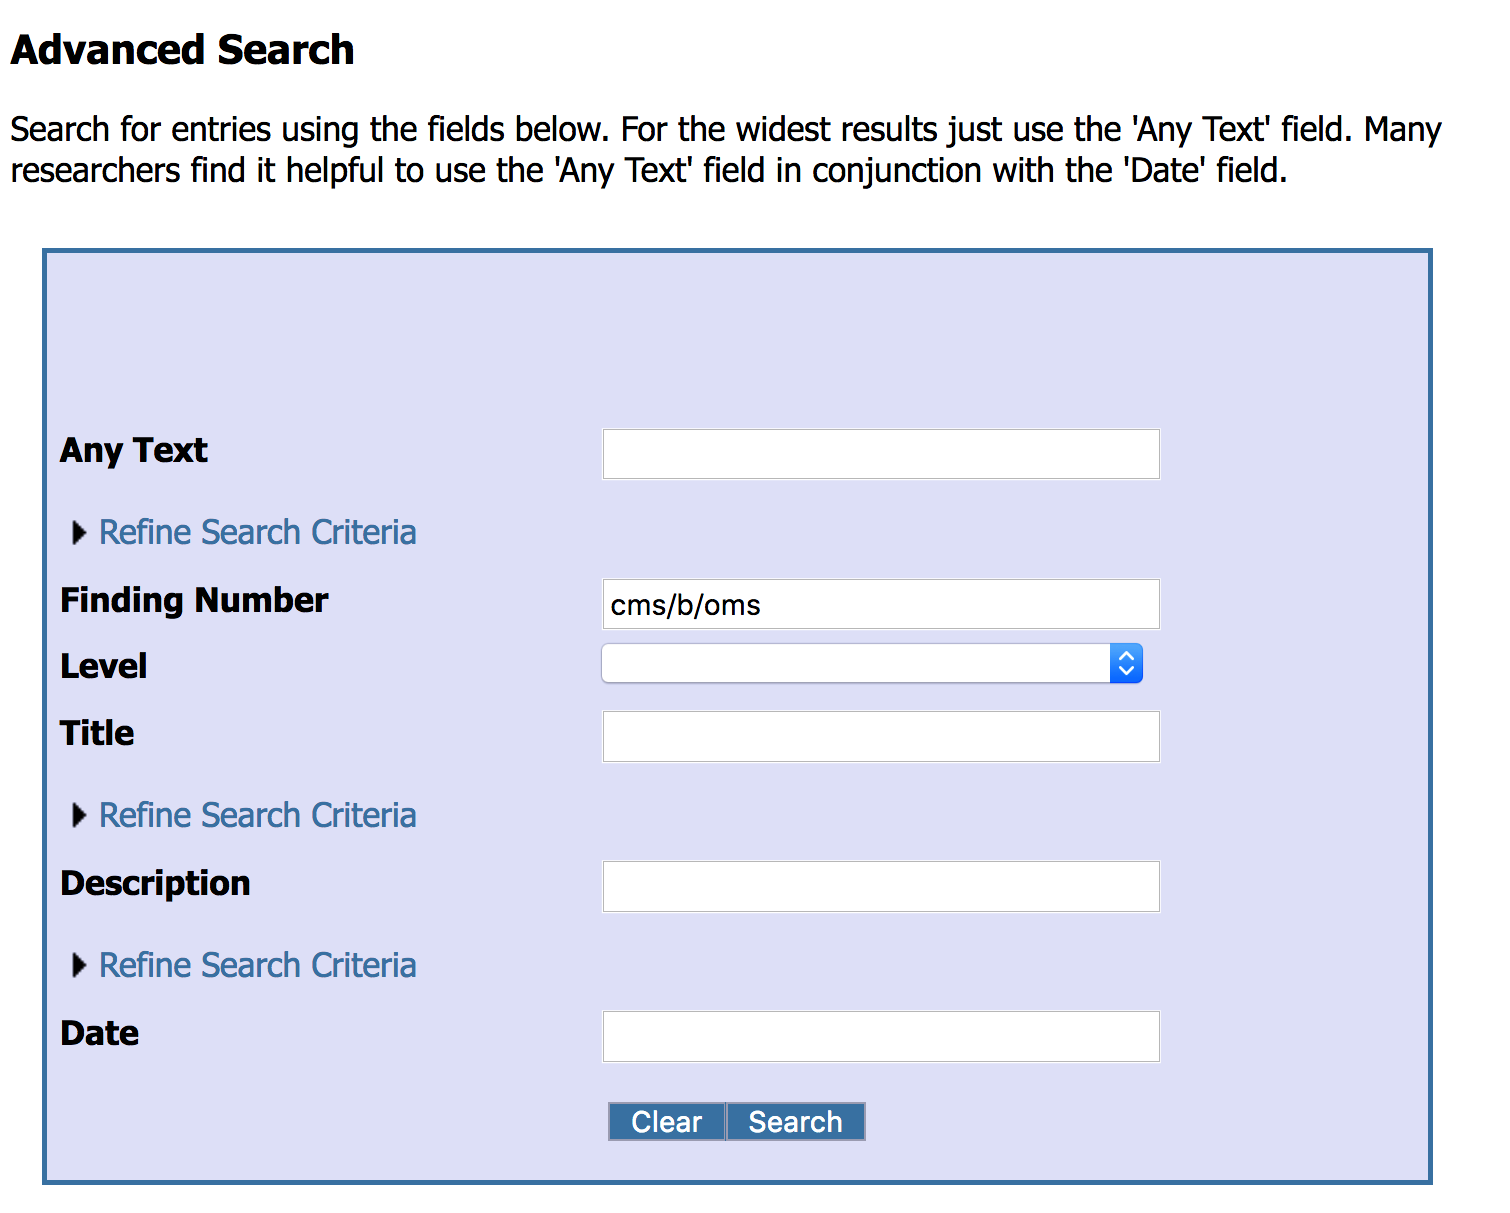 Advanced Search
Search for entries using the fields below. For the widest results just use the 'Any Text' field. Many
researchers find it helpful to use the 'Any Text' field in conjunction with the 'Date' field.
Any Text
Refine Search Criteria
Finding Number cms/b/oms
Level
Title
Refine Search Criteria
Description
Refine Search Criteria
Date
Clear Search